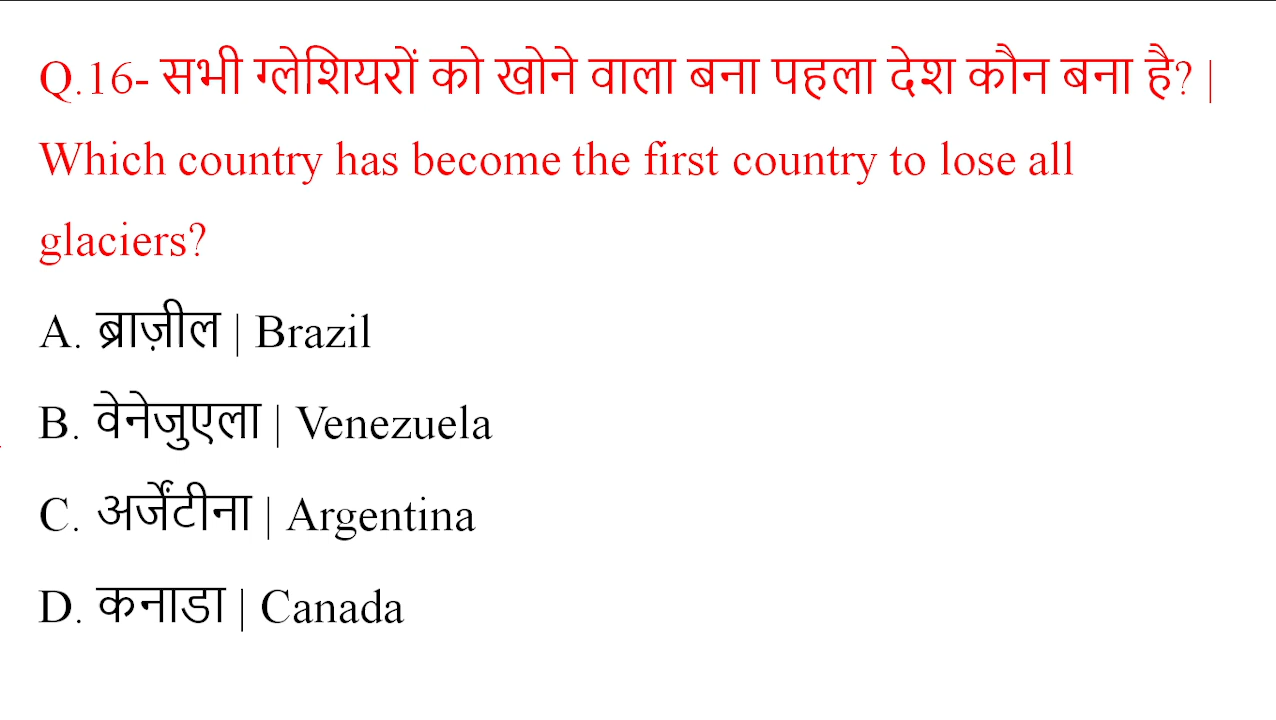 Q.16- सभी ग्लेशियरों को खोने वाला बना पहला देश कौन बना है? |
Which country has become the first country to lose all
glaciers?
A. ब्राज़ील | Brazil
B. वेनेजुएला | Venezuela
C. अर्जेंटीना | Argentina
D. कनाडा | Canada